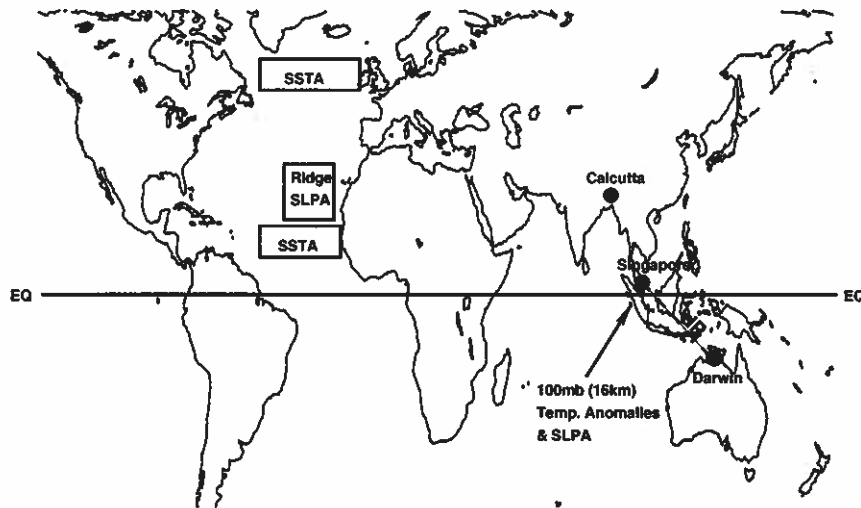 SSTA
Ridge
SLPA
Calcutta
SSTA
Singapore
EQ
EQ
Darwin
100mb (16km)
Temp. Anomalies
& SLPA